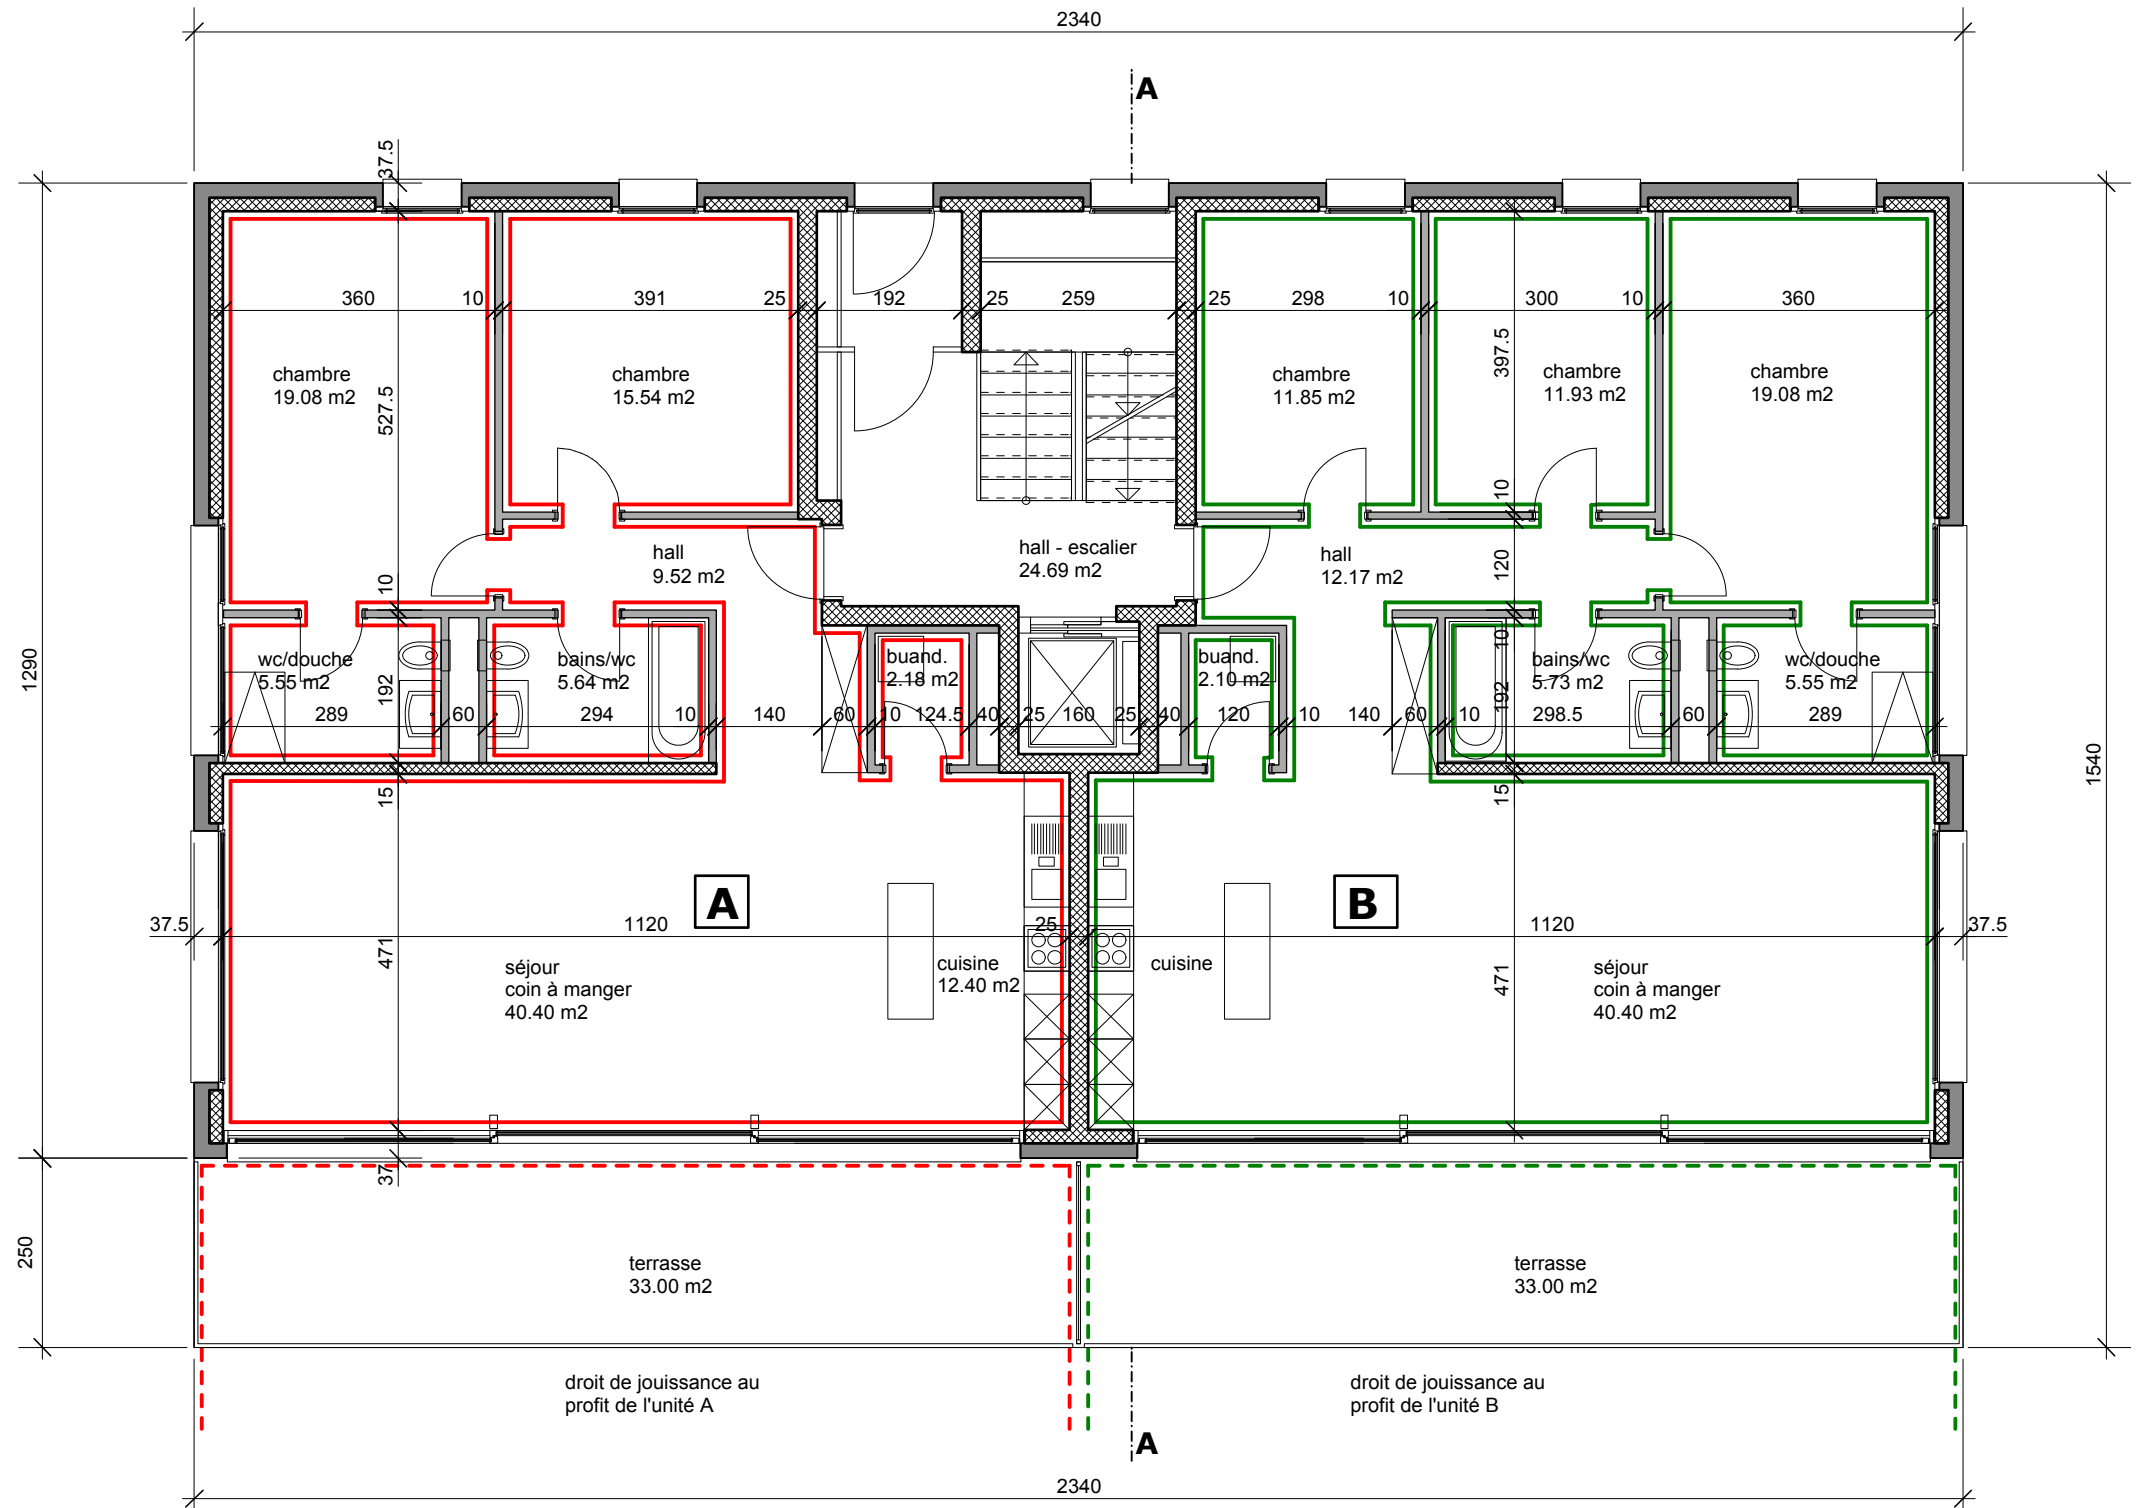 2340
A
37.5
360
10
391
25
192
25
259
25
298
10
300
10
360
397.5
chambre
19.08 m2
chambre
15.54 m2
chambre
11.85 m2
chambre
11.93 m2
chambre
19.08 m2
527.5
10
hall
9.52 m2
hall - escalier
24.69 m2
hall
12.17 m2
120
10
10
1290
wc/douche
5.55 m2
bains/wc
5.64 m2
buand.
2.18 m2
buand.
2.10 m2
bains/wc
5.73 m2
wc/douche
5.55 m2
192
192
289
60
294
10
140
60
10
124.5
40
25
160
25
40
120
10
140
60
10
298.5
60
289
1540
15
15
A
B
37.5
1120
25
1120
37.5
471
471
séjour
coin à manger
40.40 m2
cuisine
12.40 m2
cuisine
séjour
coin à manger
40.40 m2
37
250
terrasse
33.00 m2
terrasse
33.00 m2
droit de jouissance au
profit de l'unité A
droit de jouissance au
profit de l'unité B
A
2340